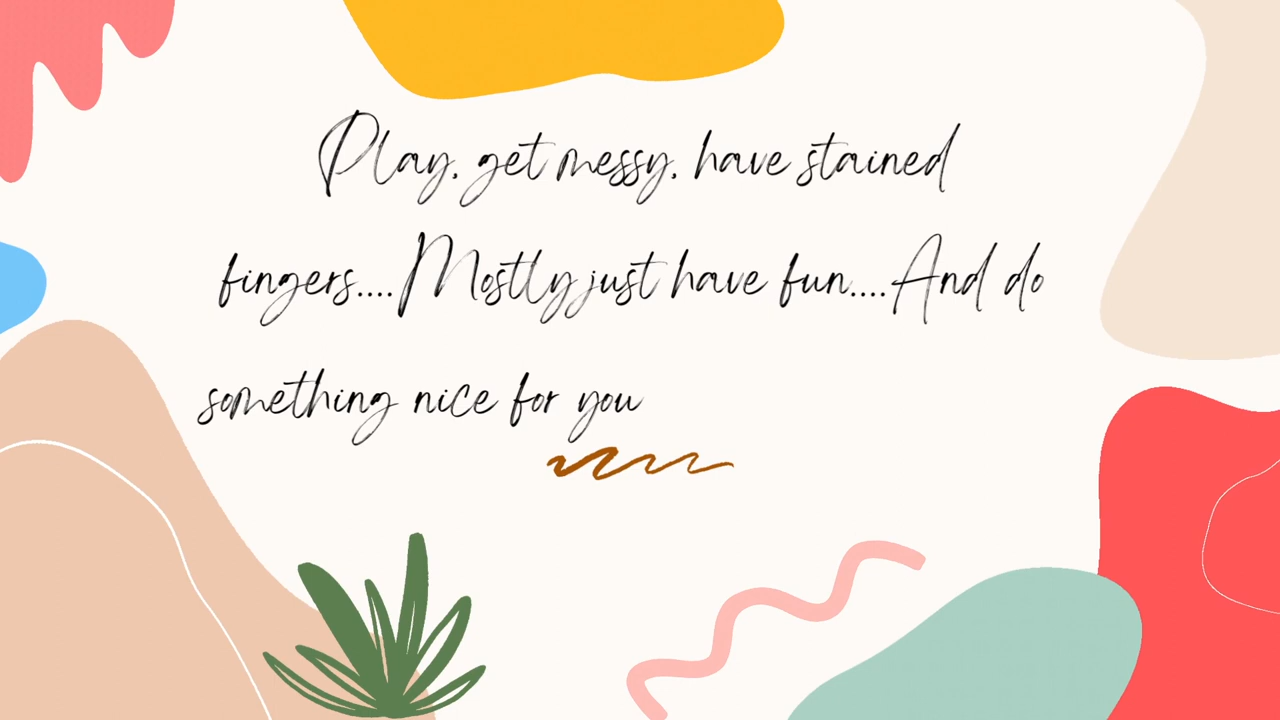 Play, get messy, have stained
fingers....Mostly just have fun....And do
something nice for you